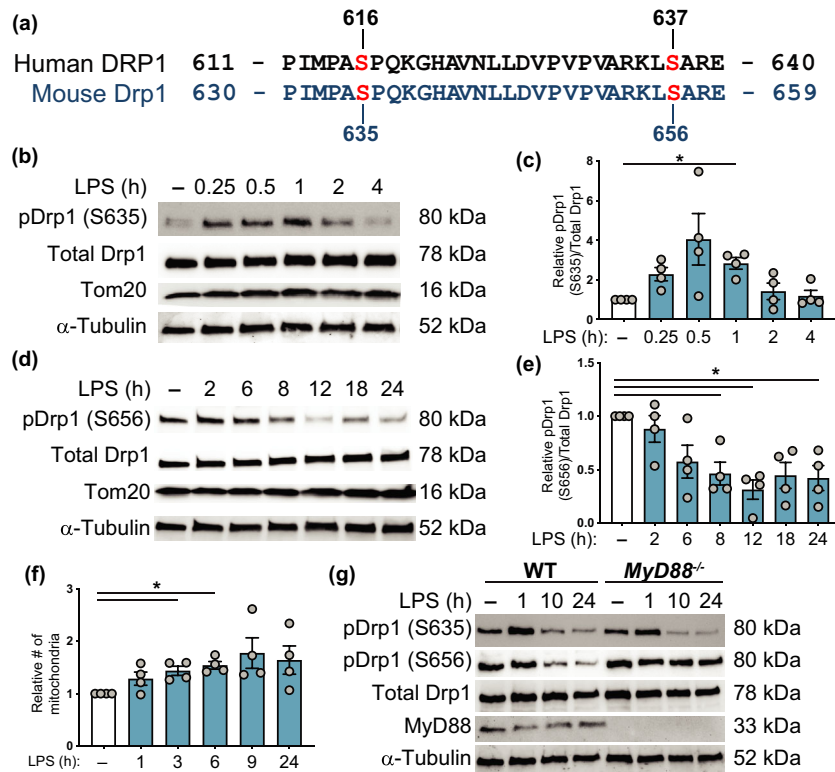 (a)
616 637
Human DRP1 611 – PIMPASPQKGHAVNLLDVPVPVARKLSARE – 640
Mouse Drp1 630 – PIMPASPQKGHAVNLLDVPVPVARKLSARE – 659
635 656
(b)
LPS (h) – 0.25 0.5 1 2 4
pDrp1 (S635) 80 kDa
Total Drp1 78 kDa
Tom20 16 kDa
α-Tubulin 52 kDa
(c)
Relative pDrp1
(S635)/Total Drp1
8
6
4
2
0
*
LPS (h): – 0.25 0.5 1 2 4
(d)
LPS (h) – 2 6 8 12 18 24
pDrp1 (S656) 80 kDa
Total Drp1 78 kDa
Tom20 16 kDa
α-Tubulin 52 kDa
(e)
Relative pDrp1
(S656)/Total Drp1
1.5
1.0
0.5
0.0
*
LPS (h): – 2 6 8 12 18 24
(f)
Relative # of
mitochondria
3
2
1
0
*
LPS (h): – 1 3 6 9 24
(g)
WT MyD88-/-
LPS (h) – 1 10 24 – 1 10 24
pDrp1 (S635) 80 kDa
pDrp1 (S656) 80 kDa
Total Drp1 78 kDa
MyD88 33 kDa
α-Tubulin 52 kDa